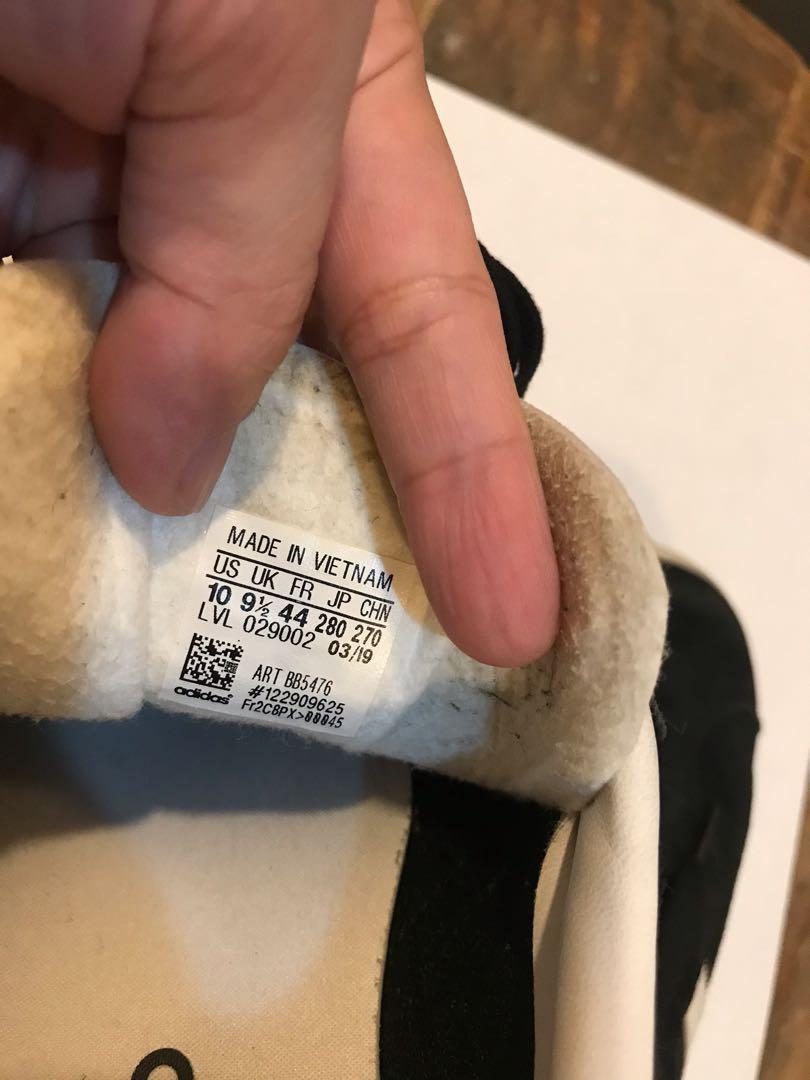 MADE IN VIETNAM
US UK FR JP CHN
10 9½ 44 280 270
LVL 029002 03/19
ART BB5476
#122909625
adidas Fr2C8PX>00045